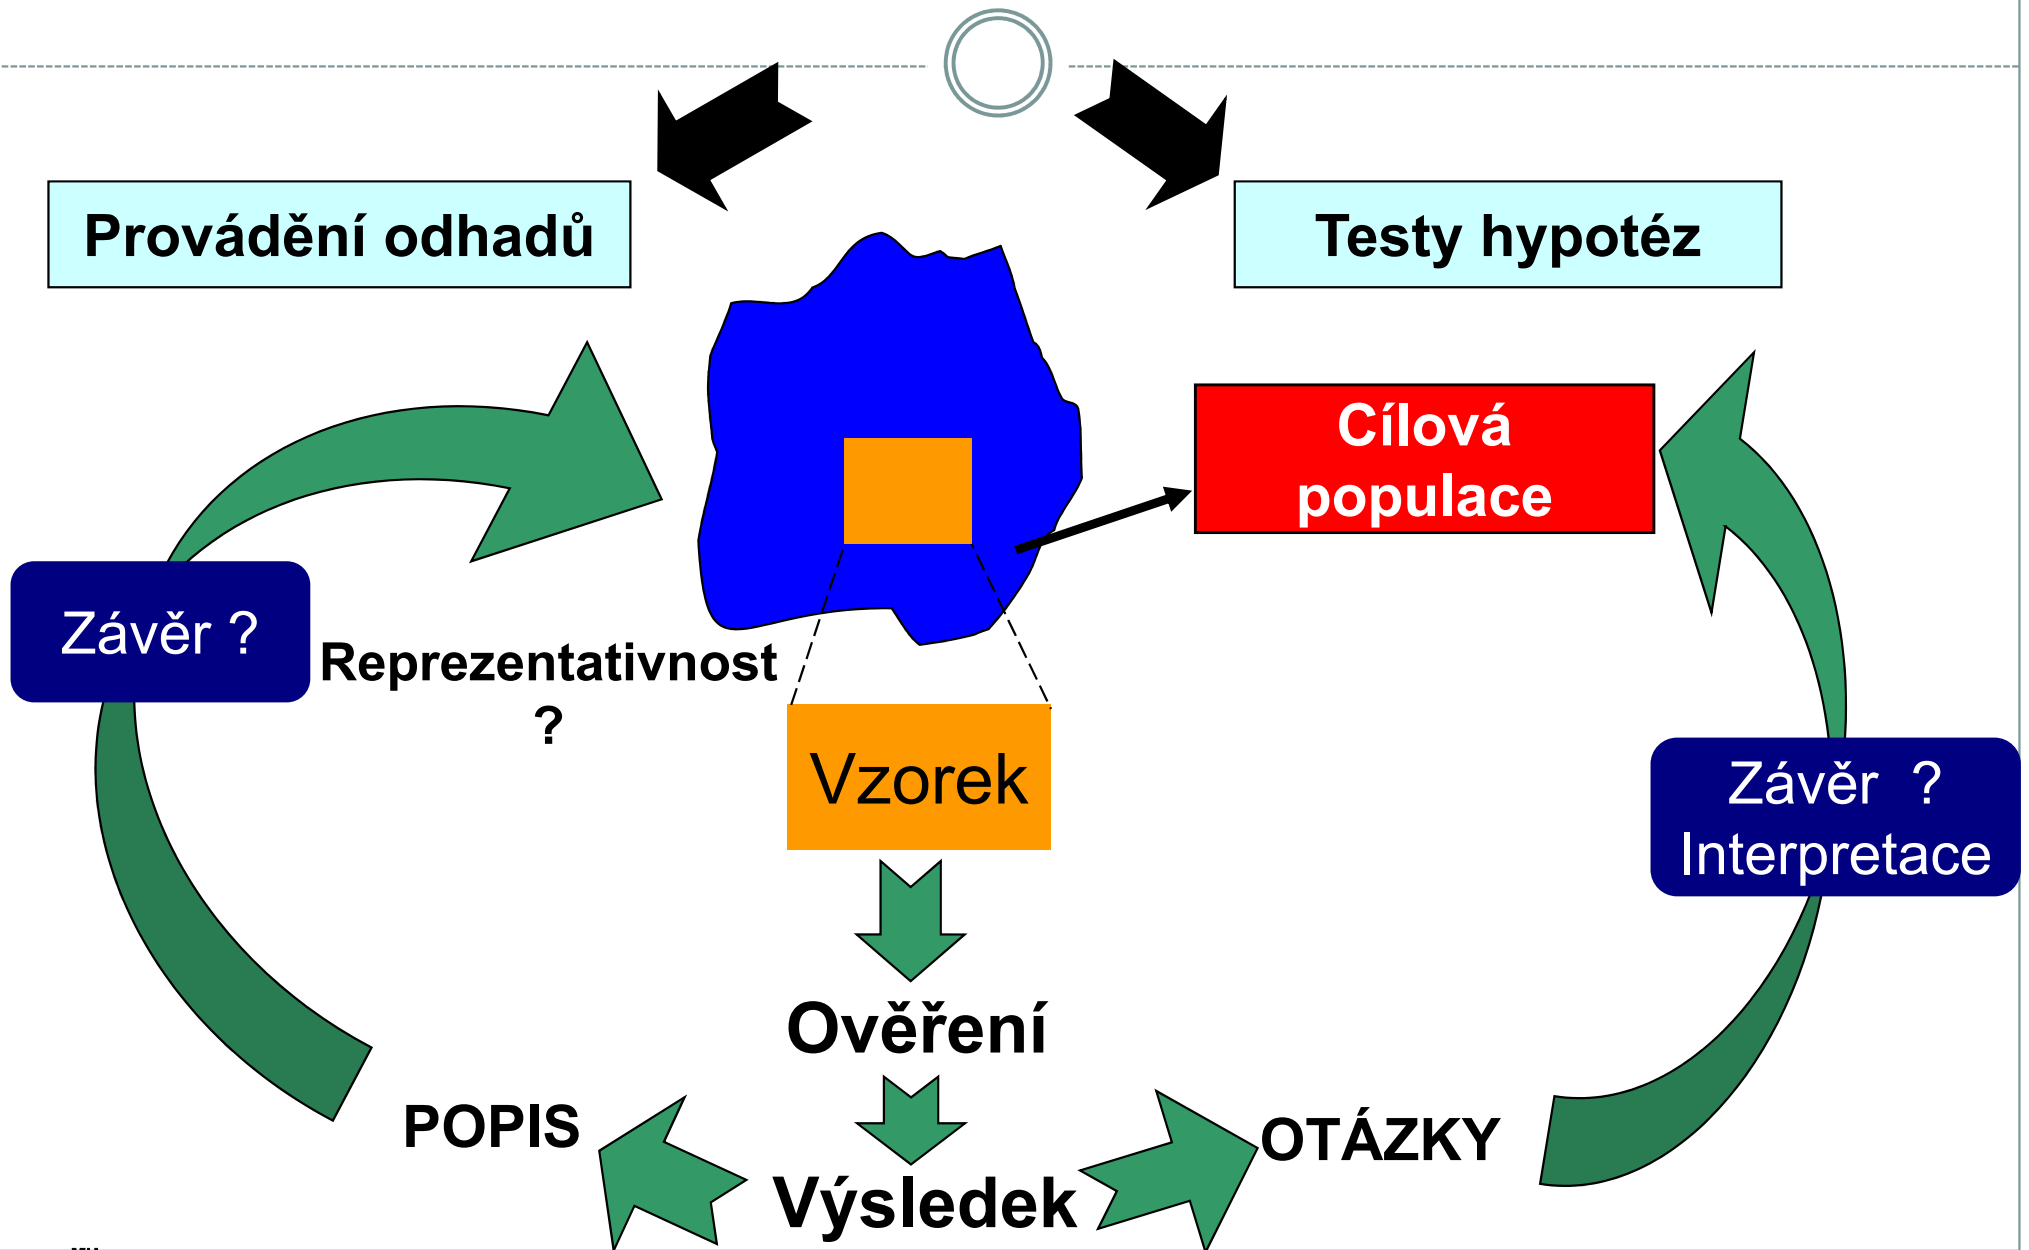 Provádění odhadů
Testy hypotéz
Cílová
populace
Závěr ?
Reprezentativnost
?
Vzorek
Závěr ?
Interpretace
Ověření
POPIS
OTÁZKY
Výsledek